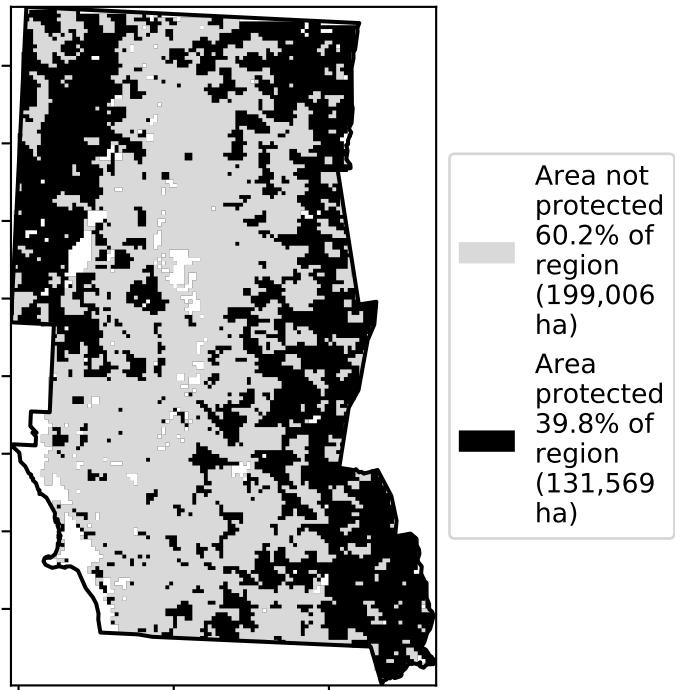 Area not
protected
60.2% of
region
(199,006
ha)
Area
protected
39.8% of
region
(131,569
ha)